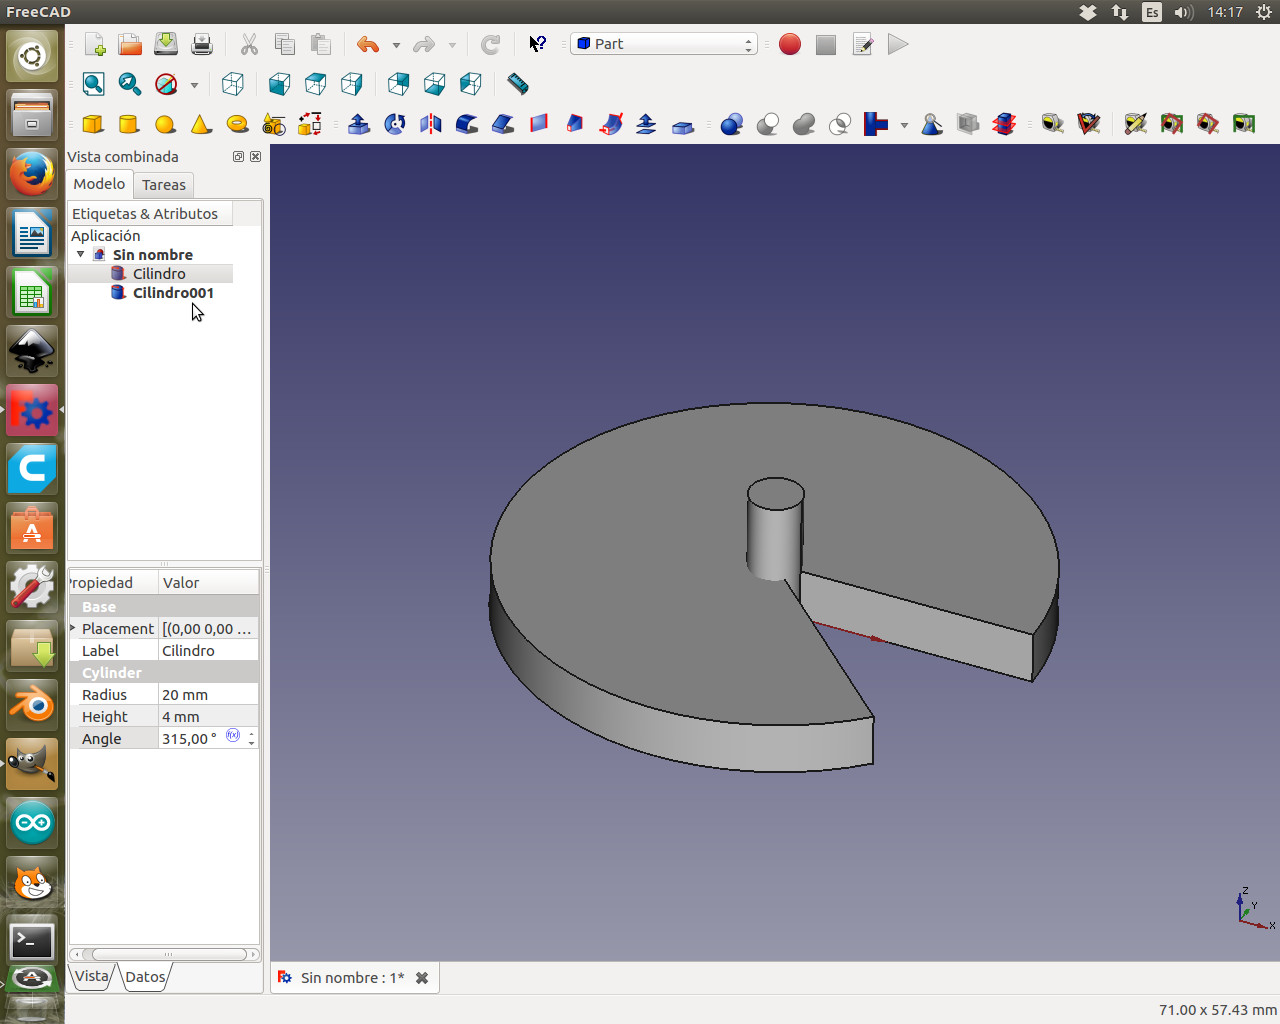 FreeCAD
Es
14:17
Part
Vista combinada
Modelo
Tareas
Etiquetas & Atributos
Aplicación
Sin nombre
Cilindro
Cilindro001
ropiedad Valor
Base
Placement [(0,00 0,00 ...
Label Cilindro
Cylinder
Radius 20 mm
Height 4 mm
Angle 315,00 °
f(x)
Z
Y
X
Vista
Datos
Sin nombre : 1*
71.00 x 57.43 mm